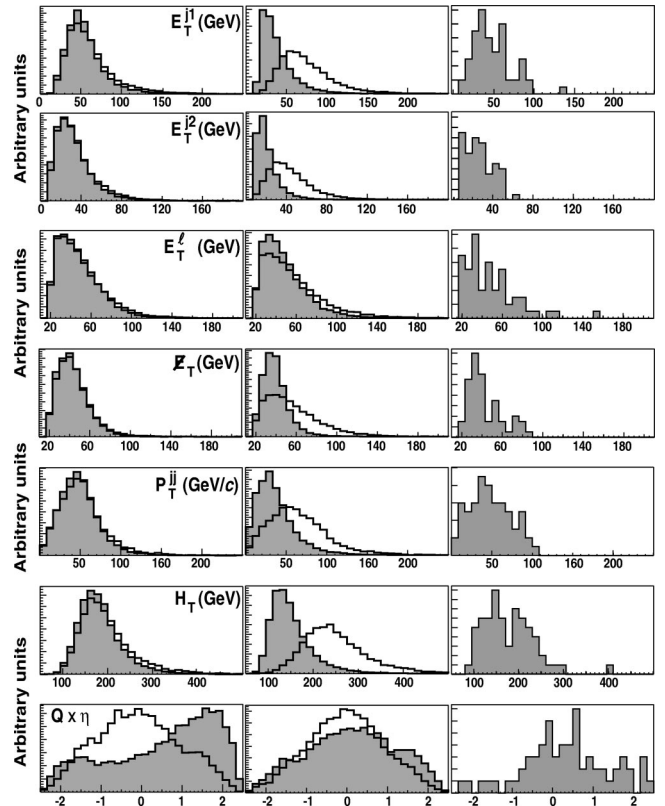 Arbitrary units
E_T^j1 (GeV)
0 50 100 150 200 50 100 150 200 50 100 150 200
E_T^j2 (GeV)
0 40 80 120 160 40 80 120 160 40 80 120 160
Arbitrary units
E_T^ℓ (GeV)
20 60 100 140 180 20 60 100 140 180 20 60 100 140 180
E̸_T (GeV)
20 60 100 140 180 20 60 100 140 180 20 60 100 140 180
Arbitrary units
P_T^jj (GeV/c)
50 100 150 200 50 100 150 200 50 100 150 200
Arbitrary units
H_T (GeV)
100 200 300 400 100 200 300 400 100 200 300 400
Q x η
-2 -1 0 1 2 -2 -1 0 1 2 -2 -1 0 1 2